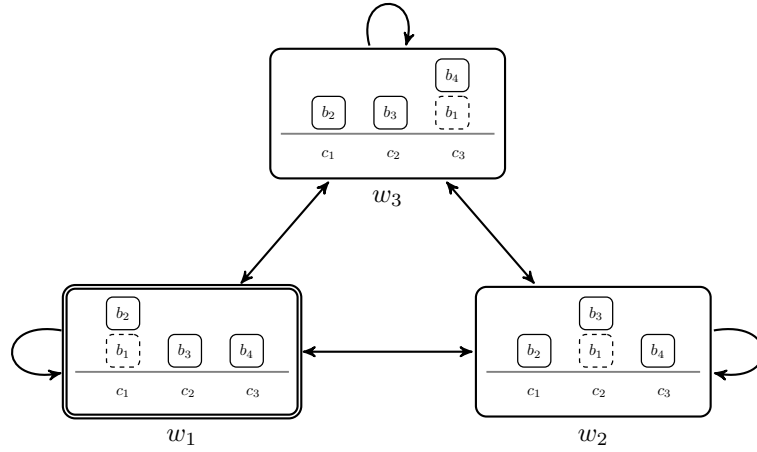 b₄
b₂ b₃ b₁
c₁ c₂ c₃
w₃
b₂
b₁ b₃ b₄
c₁ c₂ c₃
w₁
b₃
b₂ b₁ b₄
c₁ c₂ c₃
w₂